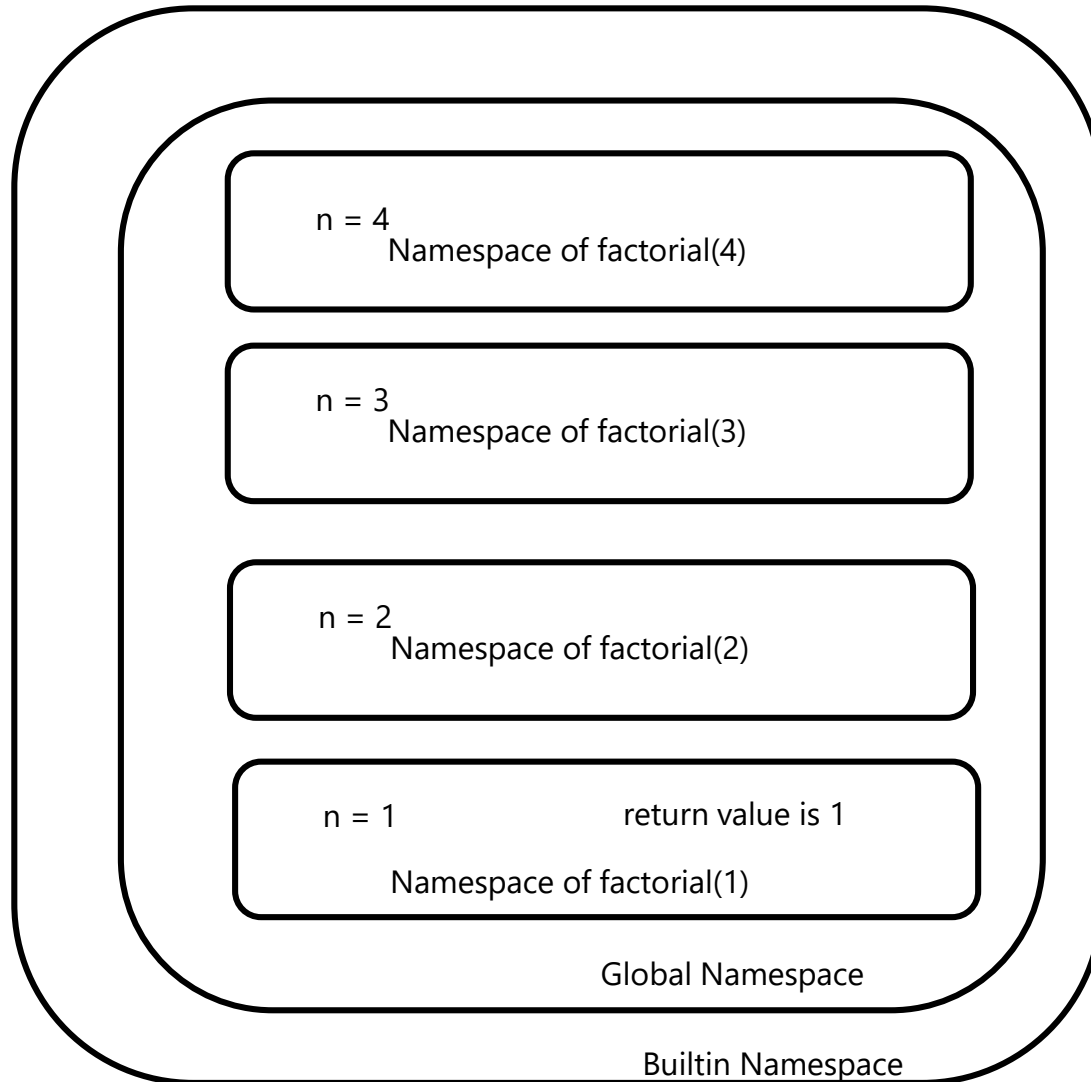 n = 4
Namespace of factorial(4)
n = 3
Namespace of factorial(3)
n = 2
Namespace of factorial(2)
n = 1 return value is 1
Namespace of factorial(1)
Global Namespace
Builtin Namespace